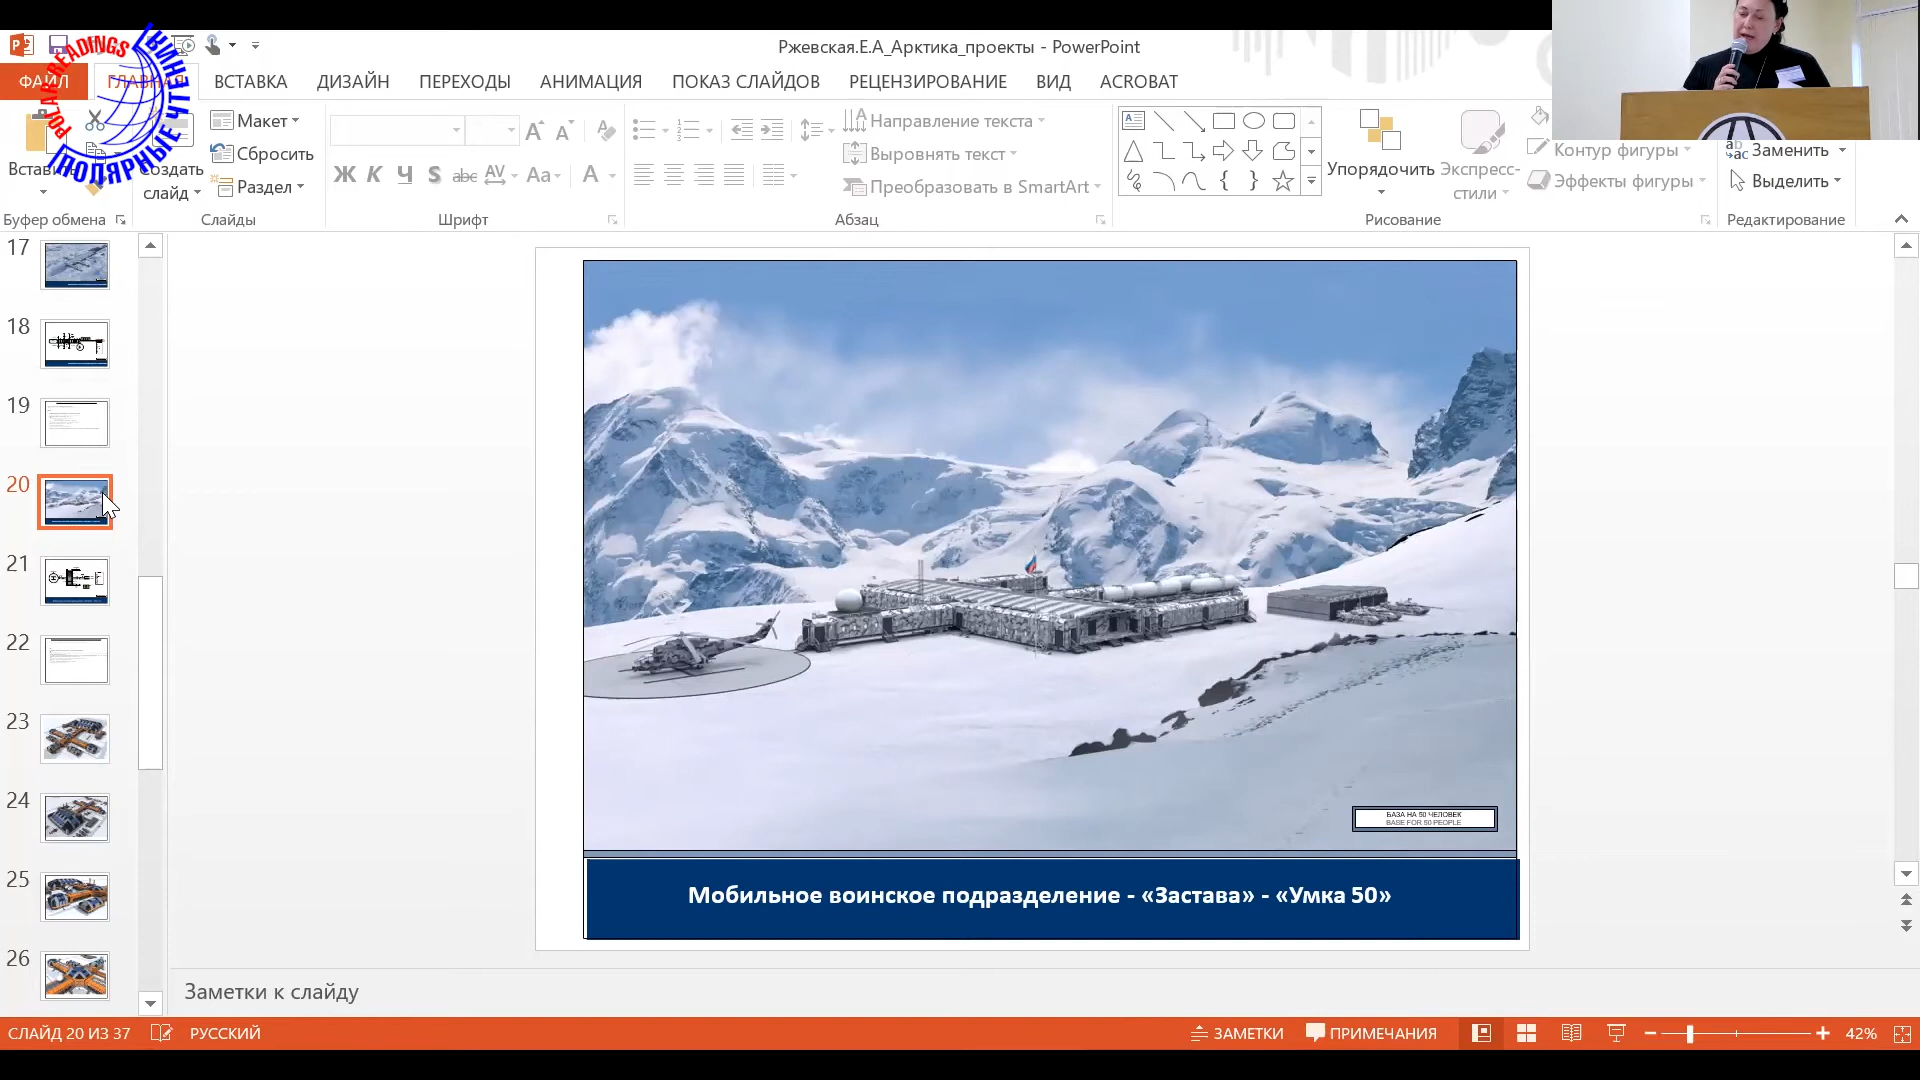 Ржевская.Е.А_Арктика_проекты - PowerPoint
POLAR READINGS
ПОЛЯРНЫЕ ЧТЕНИЯ
ФАЙЛ
ГЛАВНАЯ
ВСТАВКА
ДИЗАЙН
ПЕРЕХОДЫ
АНИМАЦИЯ
ПОКАЗ СЛАЙДОВ
РЕЦЕНЗИРОВАНИЕ
ВИД
ACROBAT
Макет
Направление текста
Сбросить
Выровнять текст
Создать
слайд
Раздел
Преобразовать в SmartArt
Упорядочить
Экспресс-
стили
Контур фигуры
Эффекты фигуры
Заменить
Выделить
Ж К Ч S abc AV Aa A
Буфер обмена
Слайды
Шрифт
Абзац
Рисование
Редактирование
17
18
19
20
21
22
23
24
25
26
БАЗА НА 50 ЧЕЛОВЕК
BASE FOR 50 PEOPLE
Мобильное воинское подразделение - «Застава» - «Умка 50»
Заметки к слайду
СЛАЙД 20 ИЗ 37
РУССКИЙ
ЗАМЕТКИ
ПРИМЕЧАНИЯ
42%